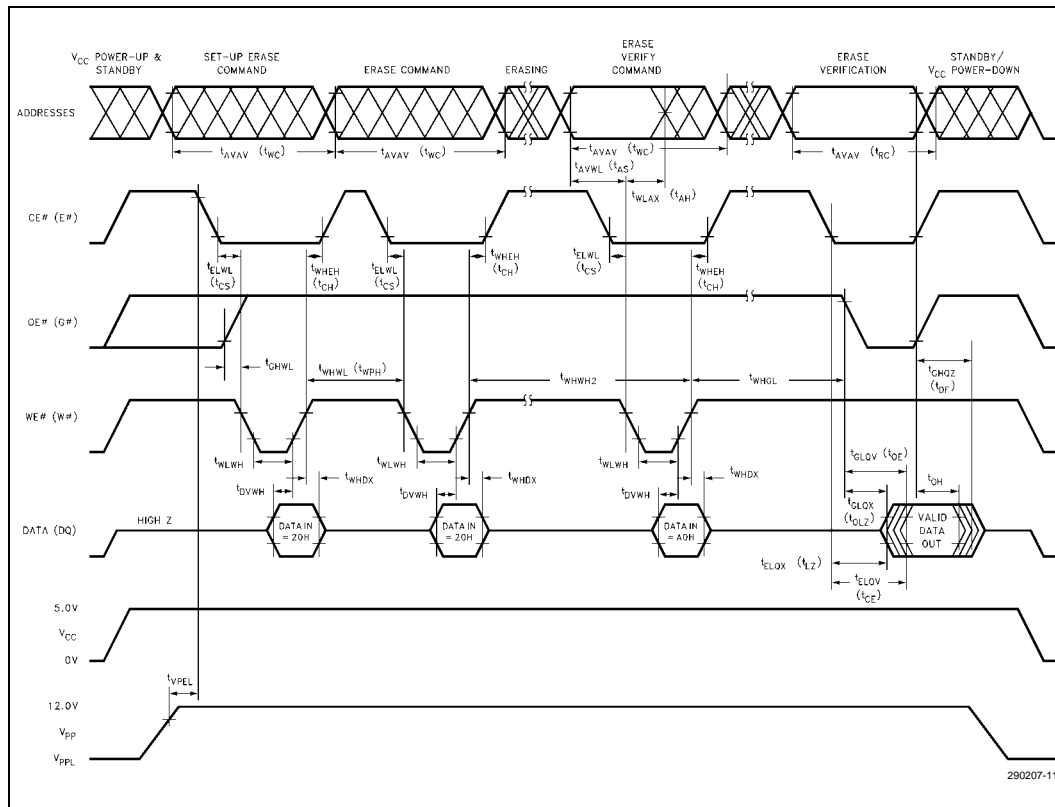 VCC POWER-UP &
STANDBY
SET-UP ERASE
COMMAND
ERASE COMMAND
ERASING
ERASE
VERIFY
COMMAND
ERASE
VERIFICATION
STANDBY/
VCC POWER-DOWN
ADDRESSES
tAVAV (tWC)
tAVAV (tWC)
tAVAV (tWC)
tAVAV (tRC)
tAVWL (tAS)
tWLAX (tAH)
CE# (E#)
tELWL
(tCS)
tWHEH
(tCH)
tELWL
(tCS)
tWHEH
(tCH)
tELWL
(tCS)
tWHEH
(tCH)
OE# (G#)
tGHWL
tWHWL (tWPH)
tWHWH2
tWHGL
tGHQZ
(tDF)
WE# (W#)
tWLWH
tWHDX
tWLWH
tWHDX
tWLWH
tWHDX
tGLQV (tOE)
tOH
tDVWH
tDVWH
tDVWH
tGLQX
(tOLZ)
DATA (DQ)
HIGH Z
DATA IN
= 20H
DATA IN
= 20H
DATA IN
= A0H
VALID
DATA
OUT
tELQX (tLZ)
tELQV
(tCE)
5.0V
VCC
0V
tVPEL
12.0V
VPP
VPPL
290207-11